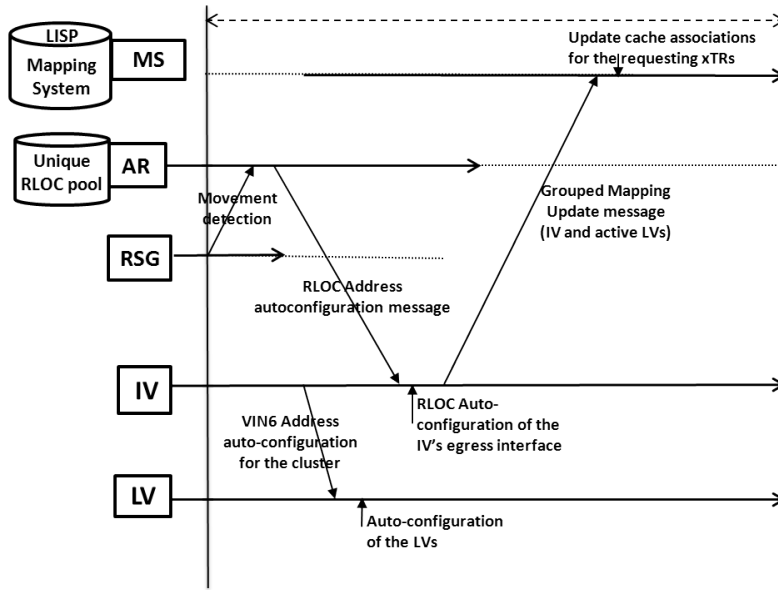 LISP
Mapping
System
MS
Update cache associations
for the requesting xTRs
Unique
RLOC pool
AR
Movement
detection
Grouped Mapping
Update message
(IV and active LVs)
RSG
RLOC Address
autoconfiguration message
IV
VIN6 Address
auto-configuration
for the cluster
RLOC Auto-
configuration of the
IV's egress interface
LV
Auto-configuration
of the LVs